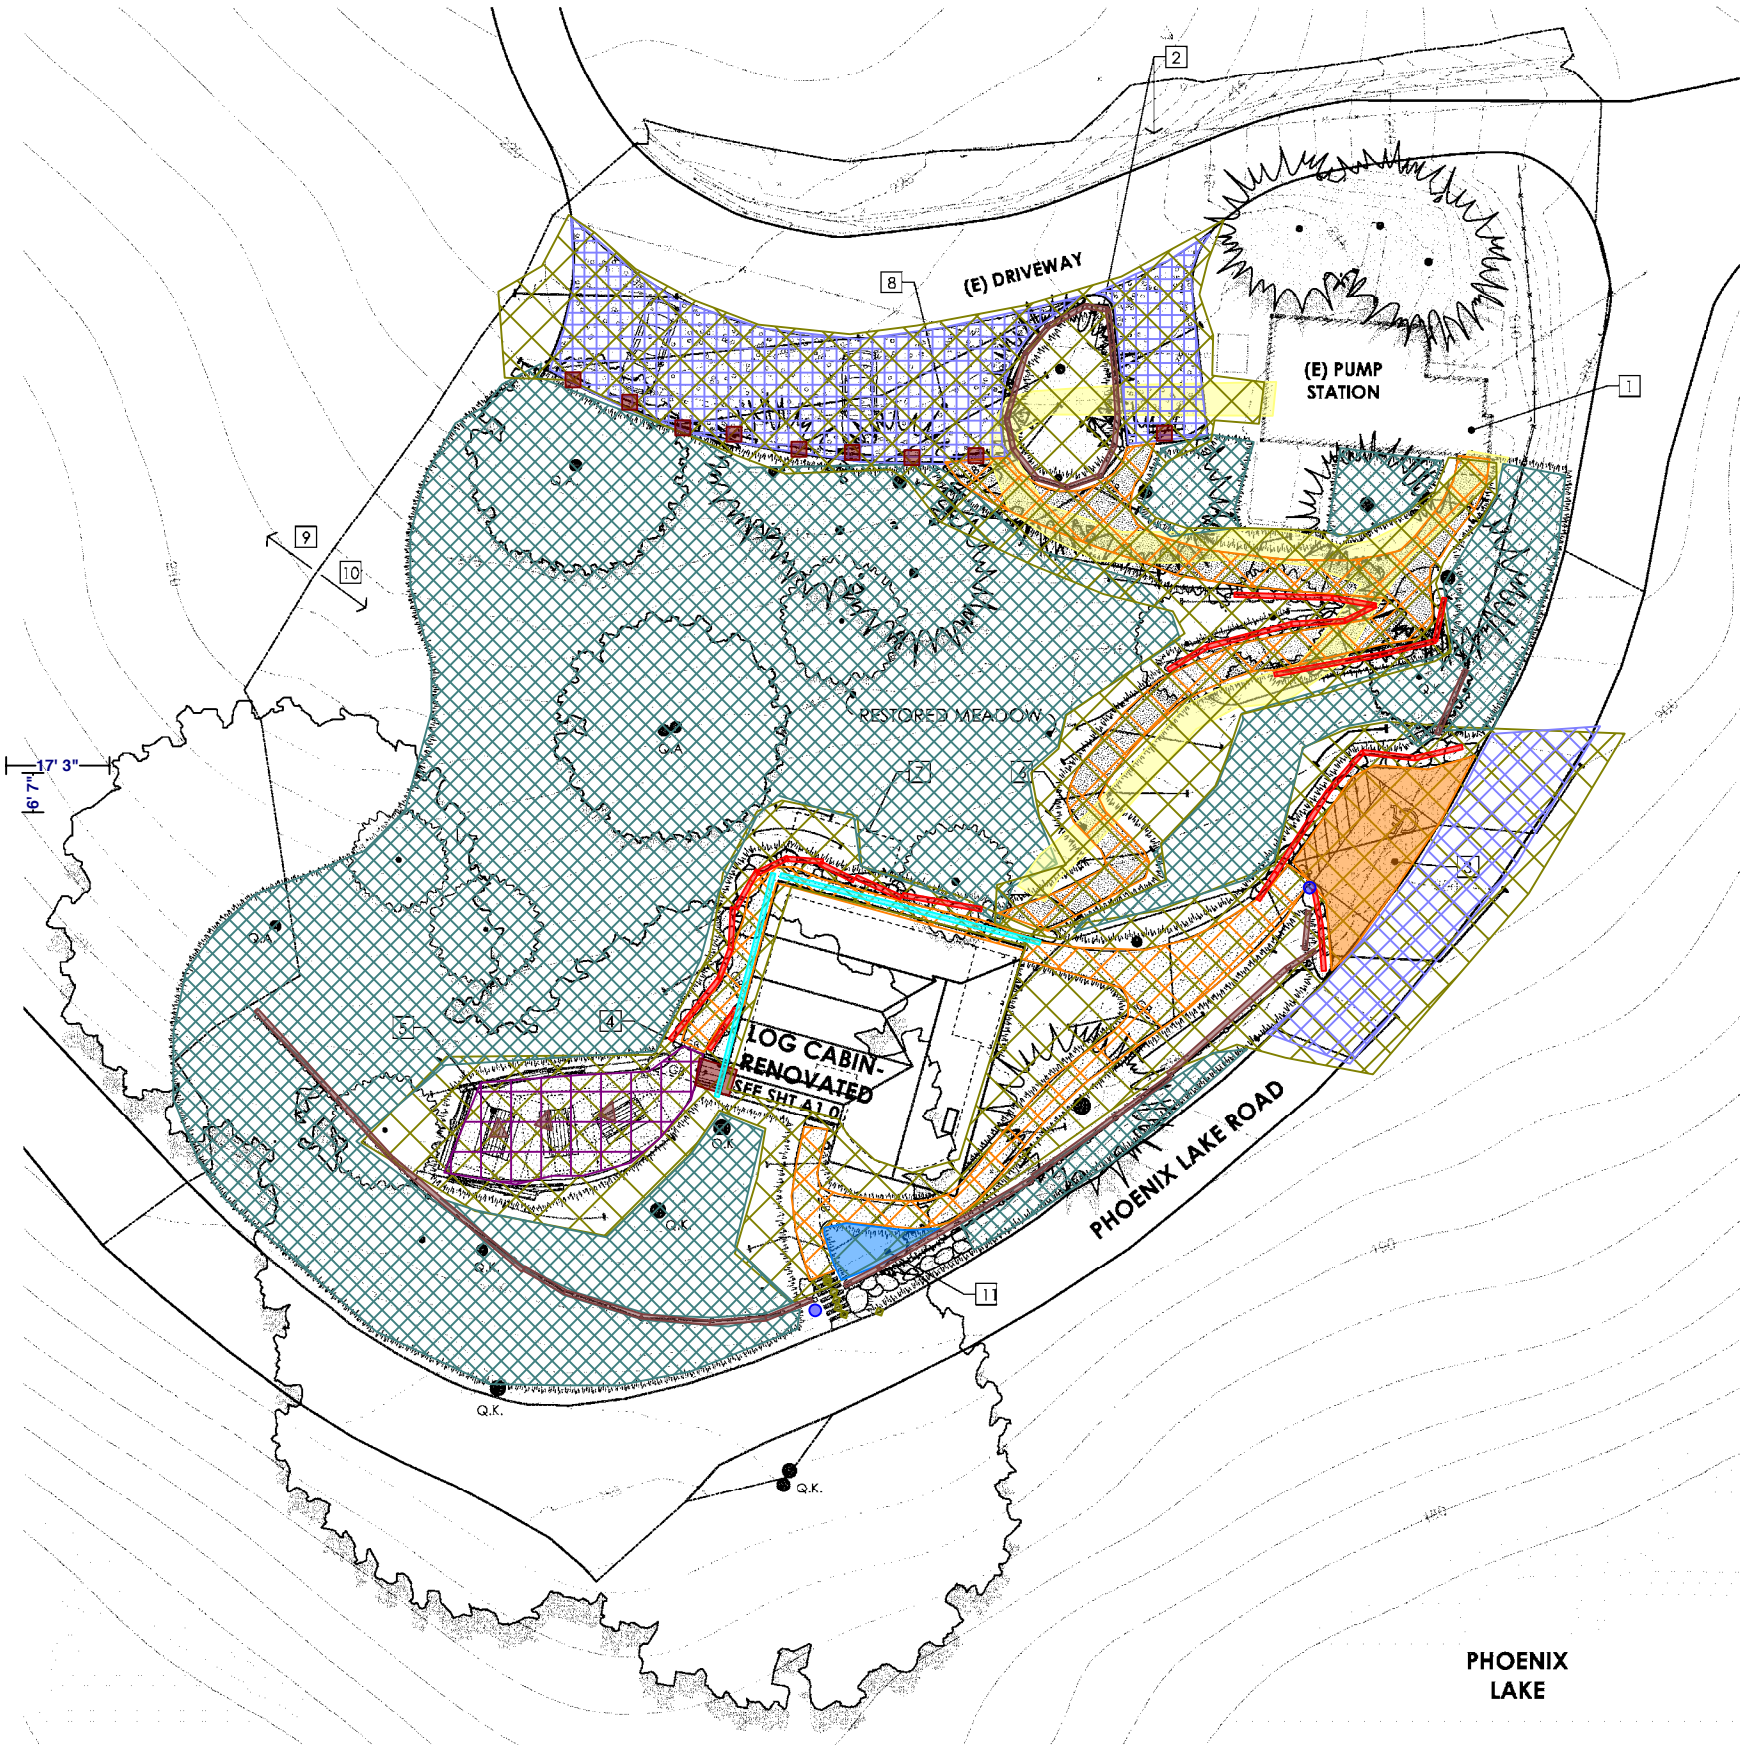 2
8
(E) DRIVEWAY
(E) PUMP
STATION
1
9
10
RESTORED MEADOW
Q.A.
17' 3"
6' 7"
7
6
3
Q.A.
5
4
LOG CABIN-
RENOVATED
SEE SHT A1.0
Q.K.
Q.K.
Q.K.
PHOENIX LAKE ROAD
190
11
Q.K.
Q.K.
PHOENIX
LAKE